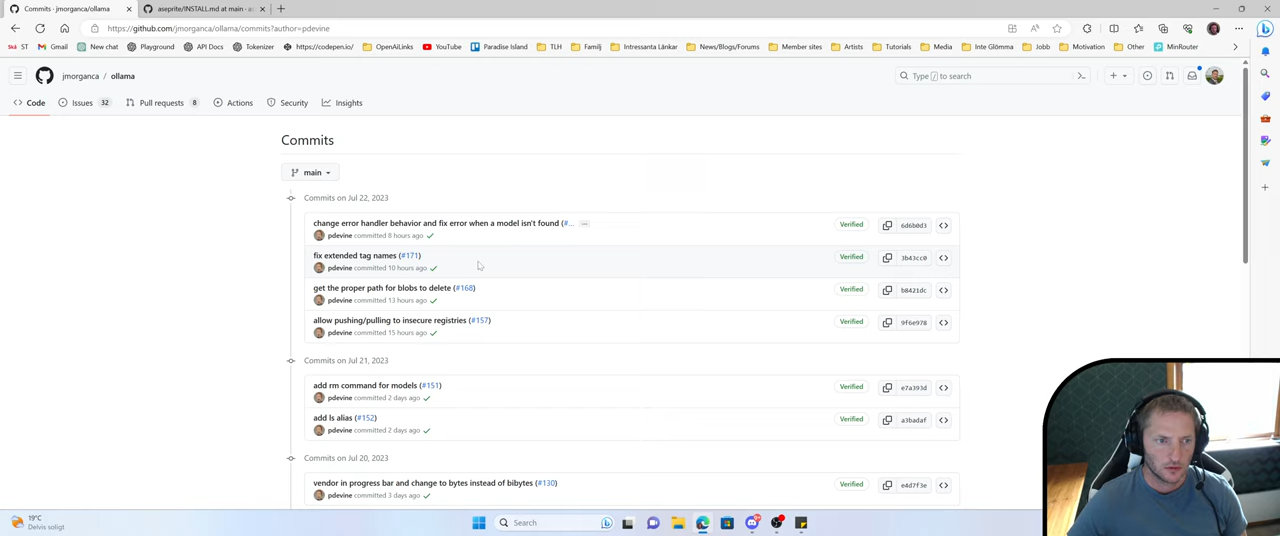 Commits · jmorganca/ollama
aseprite/INSTALL.md at main · as
https://github.com/jmorganca/ollama/commits?author=pdevine
ST
Gmail
New chat
Playground
API Docs
Tokenizer
https://codepen.io/
OpenAiLinks
YouTube
Paradise Island
TLH
Familj
Intressanta Länkar
News/Blogs/Forums
Member sites
Artists
Tutorials
Media
Inte Glömma
Jobb
Motivation
Other
MinRouter
jmorganca / ollama
Type / to search
Code
Issues 32
Pull requests 8
Actions
Security
Insights
Commits
main
Commits on Jul 22, 2023
change error handler behavior and fix error when a model isn't found (#... ...
Verified
6d6b0d3
pdevine committed 8 hours ago
fix extended tag names (#171)
Verified
3b43cc0
pdevine committed 10 hours ago
get the proper path for blobs to delete (#168)
Verified
b8421dc
pdevine committed 13 hours ago
allow pushing/pulling to insecure registries (#157)
Verified
9f6e978
pdevine committed 15 hours ago
Commits on Jul 21, 2023
add rm command for models (#151)
Verified
e7a393d
pdevine committed 2 days ago
add ls alias (#152)
Verified
a3badaf
pdevine committed 2 days ago
Commits on Jul 20, 2023
vendor in progress bar and change to bytes instead of bibytes (#130)
Verified
e4d7f3e
pdevine committed 3 days ago
19°C
Delvis soligt
Search